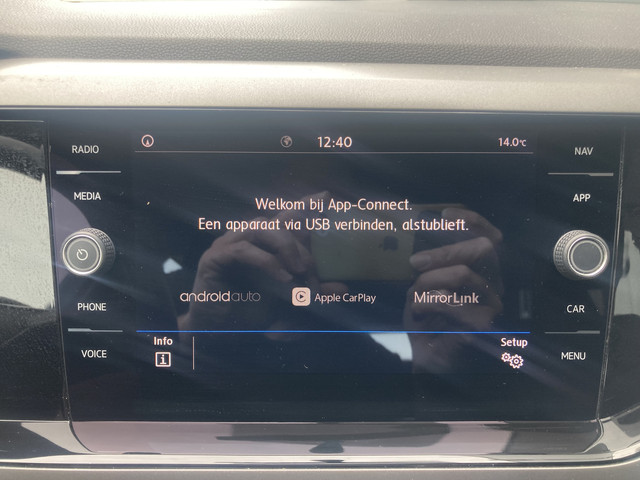 RADIO
MEDIA
PHONE
VOICE
12:40
14.0°C
Welkom bij App-Connect.
Een apparaat via USB verbinden, alstublieft.
androidauto
Apple CarPlay
MirrorLink
Info
i
Setup
NAV
APP
CAR
MENU